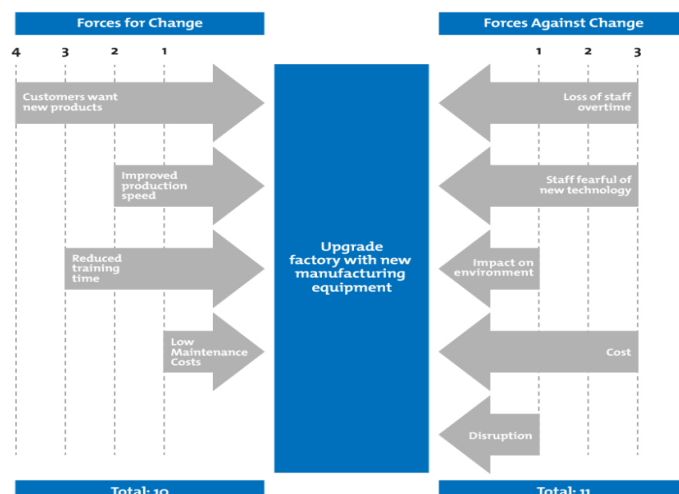 Forces for Change
Forces Against Change
4 3 2 1
1 2 3
Customers want
new products
Loss of staff
overtime
Improved
production
speed
Staff fearful of
new technology
Upgrade
factory with new
manufacturing
equipment
Reduced
training
time
Impact on
environment
Low
Maintenance
Costs
Cost
Disruption
Total: 10
Total: 11